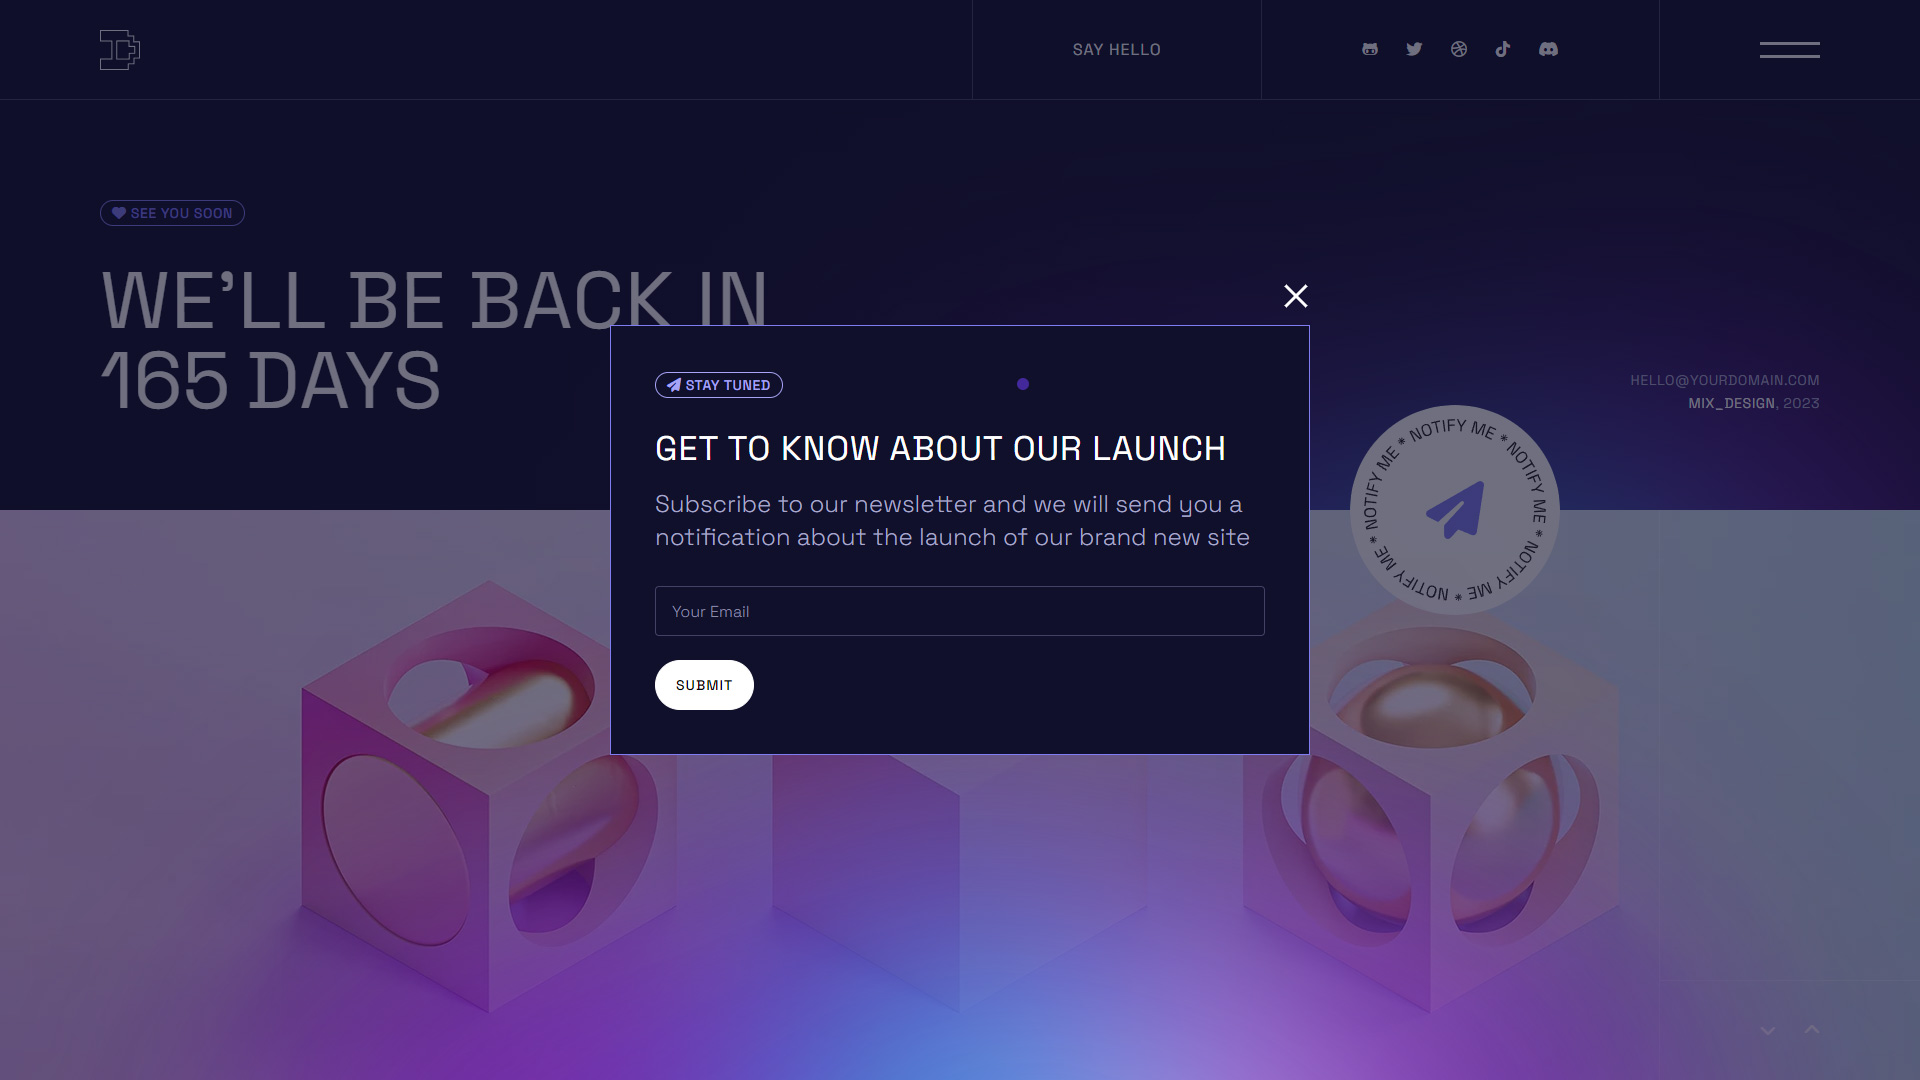 SAY HELLO
SEE YOU SOON
WE’LL BE BACK IN
165 DAYS
HELLO@YOURDOMAIN.COM
MIX_DESIGN, 2023
NOTIFY ME * NOTIFY ME * NOTIFY ME * NOTIFY ME * NOTIFY ME *
STAY TUNED
GET TO KNOW ABOUT OUR LAUNCH
Subscribe to our newsletter and we will send you a
notification about the launch of our brand new site
Your Email
SUBMIT